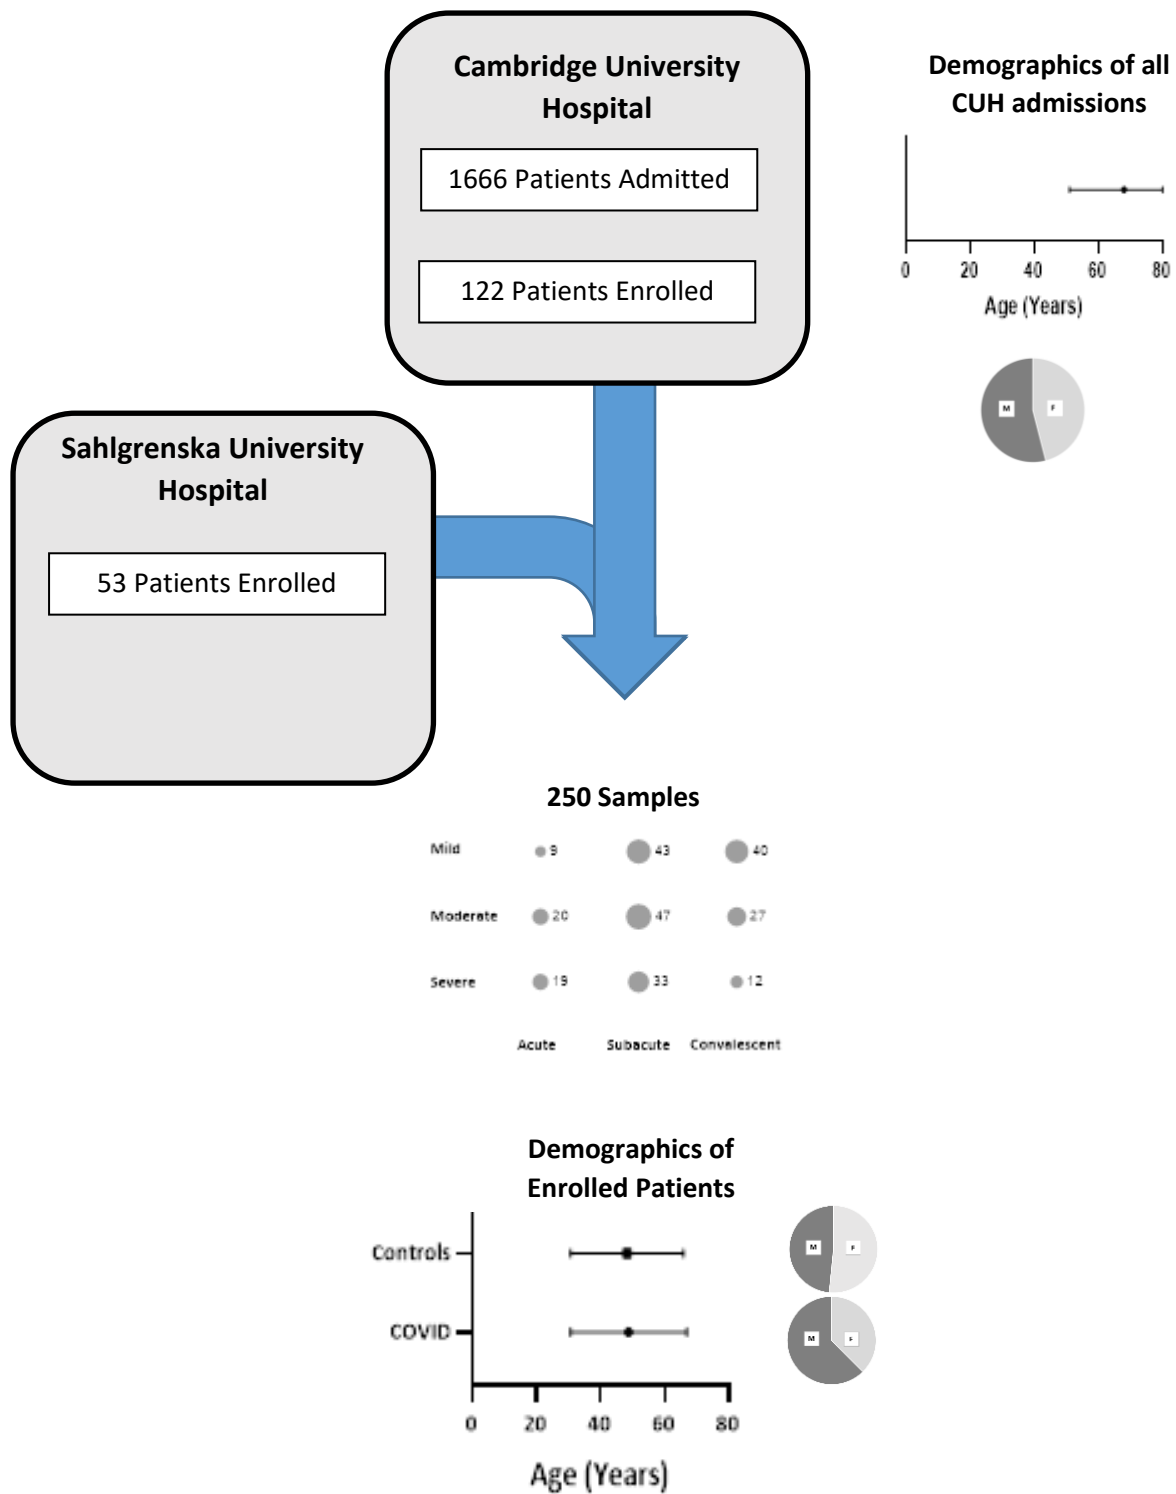 Cambridge University
Hospital
1666 Patients Admitted
122 Patients Enrolled
Demographics of all
CUH admissions
0 20 40 60 80
Age (Years)
M F
Sahlgrenska University
Hospital
53 Patients Enrolled
250 Samples
Mild 9 43 40
Moderate 20 47 27
Severe 19 33 12
Acute Subacute Convalescent
Demographics of
Enrolled Patients
Controls
M F
COVID
M F
0 20 40 60 80
Age (Years)